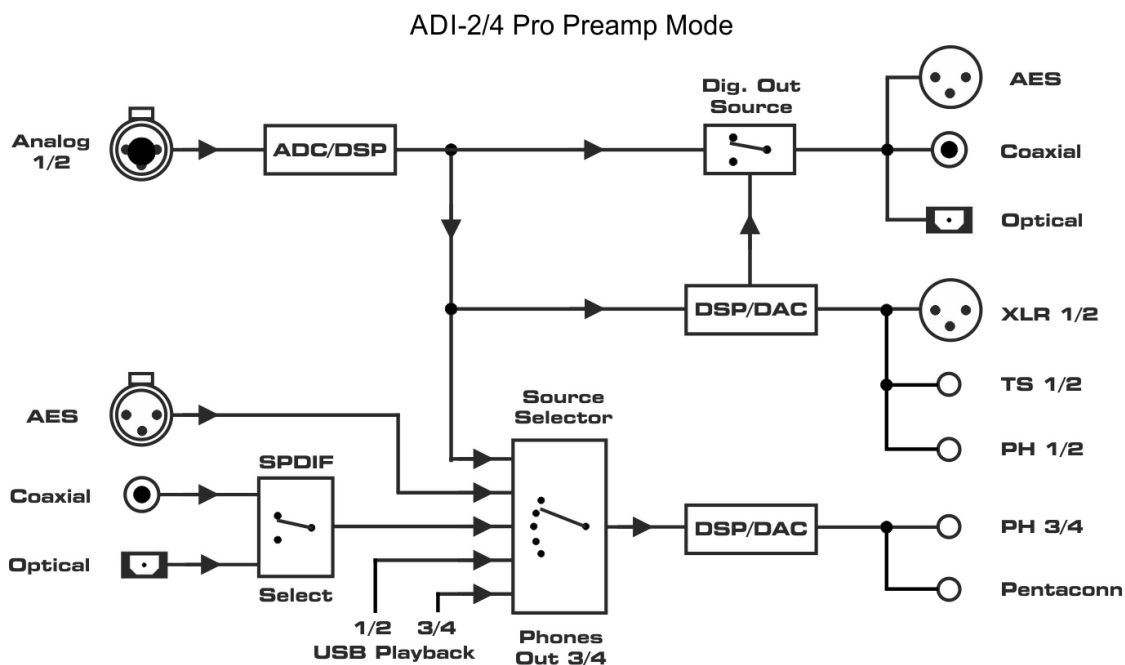 ADI-2/4 Pro Preamp Mode
Analog
1/2
ADC/DSP
Dig. Out
Source
AES
Coaxial
Optical
DSP/DAC
XLR 1/2
TS 1/2
PH 1/2
AES
Coaxial
Optical
SPDIF
Select
1/2
3/4
USB Playback
Source
Selector
Phones
Out 3/4
DSP/DAC
PH 3/4
Pentaconn